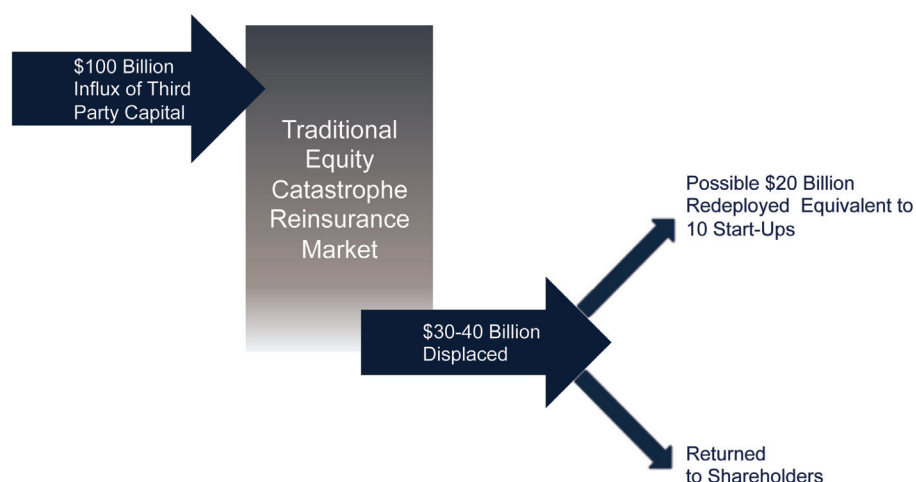 $100 Billion
Influx of Third
Party Capital
Traditional
Equity
Catastrophe
Reinsurance
Market
Possible $20 Billion
Redeployed  Equivalent to
10 Start-Ups
$30-40 Billion
Displaced
Returned
to Shareholders